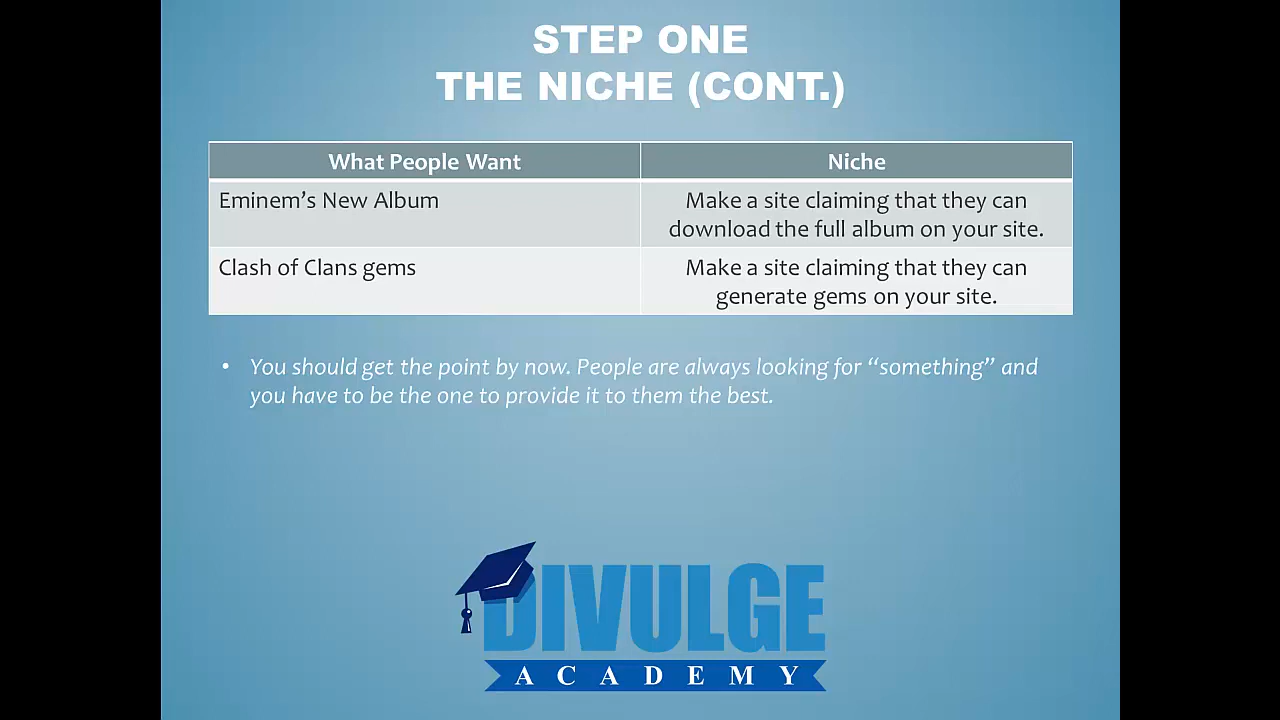 STEP ONE
THE NICHE (CONT.)
What People Want
Niche
Eminem’s New Album
Make a site claiming that they can
download the full album on your site.
Clash of Clans gems
Make a site claiming that they can
generate gems on your site.
• You should get the point by now. People are always looking for “something” and
you have to be the one to provide it to them the best.
DIVULGE
ACADEMY